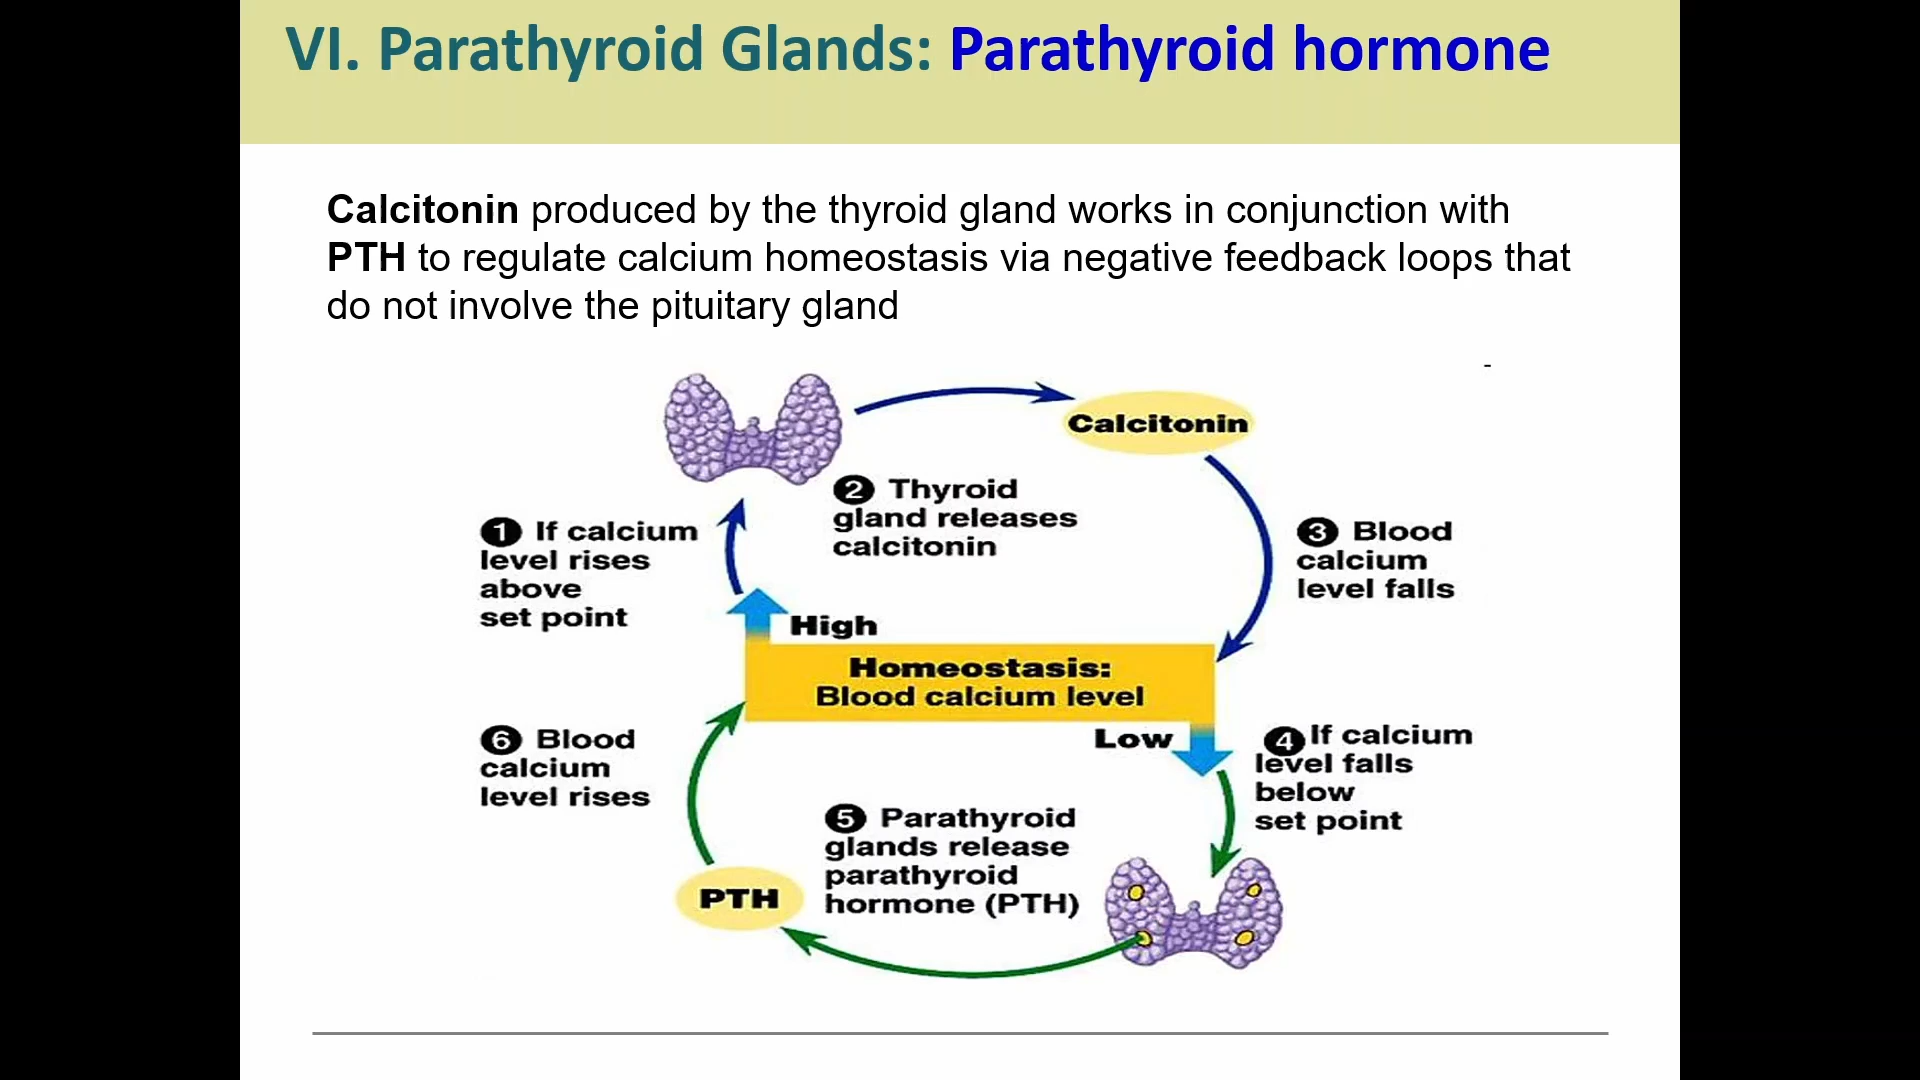 VI. Parathyroid Glands: Parathyroid hormone
Calcitonin produced by the thyroid gland works in conjunction with
PTH to regulate calcium homeostasis via negative feedback loops that
do not involve the pituitary gland
-
Calcitonin
2 Thyroid
gland releases
calcitonin
1 If calcium
level rises
above
set point
3 Blood
calcium
level falls
High
Homeostasis:
Blood calcium level
Low
4 If calcium
level falls
below
set point
6 Blood
calcium
level rises
5 Parathyroid
glands release
parathyroid
hormone (PTH)
PTH